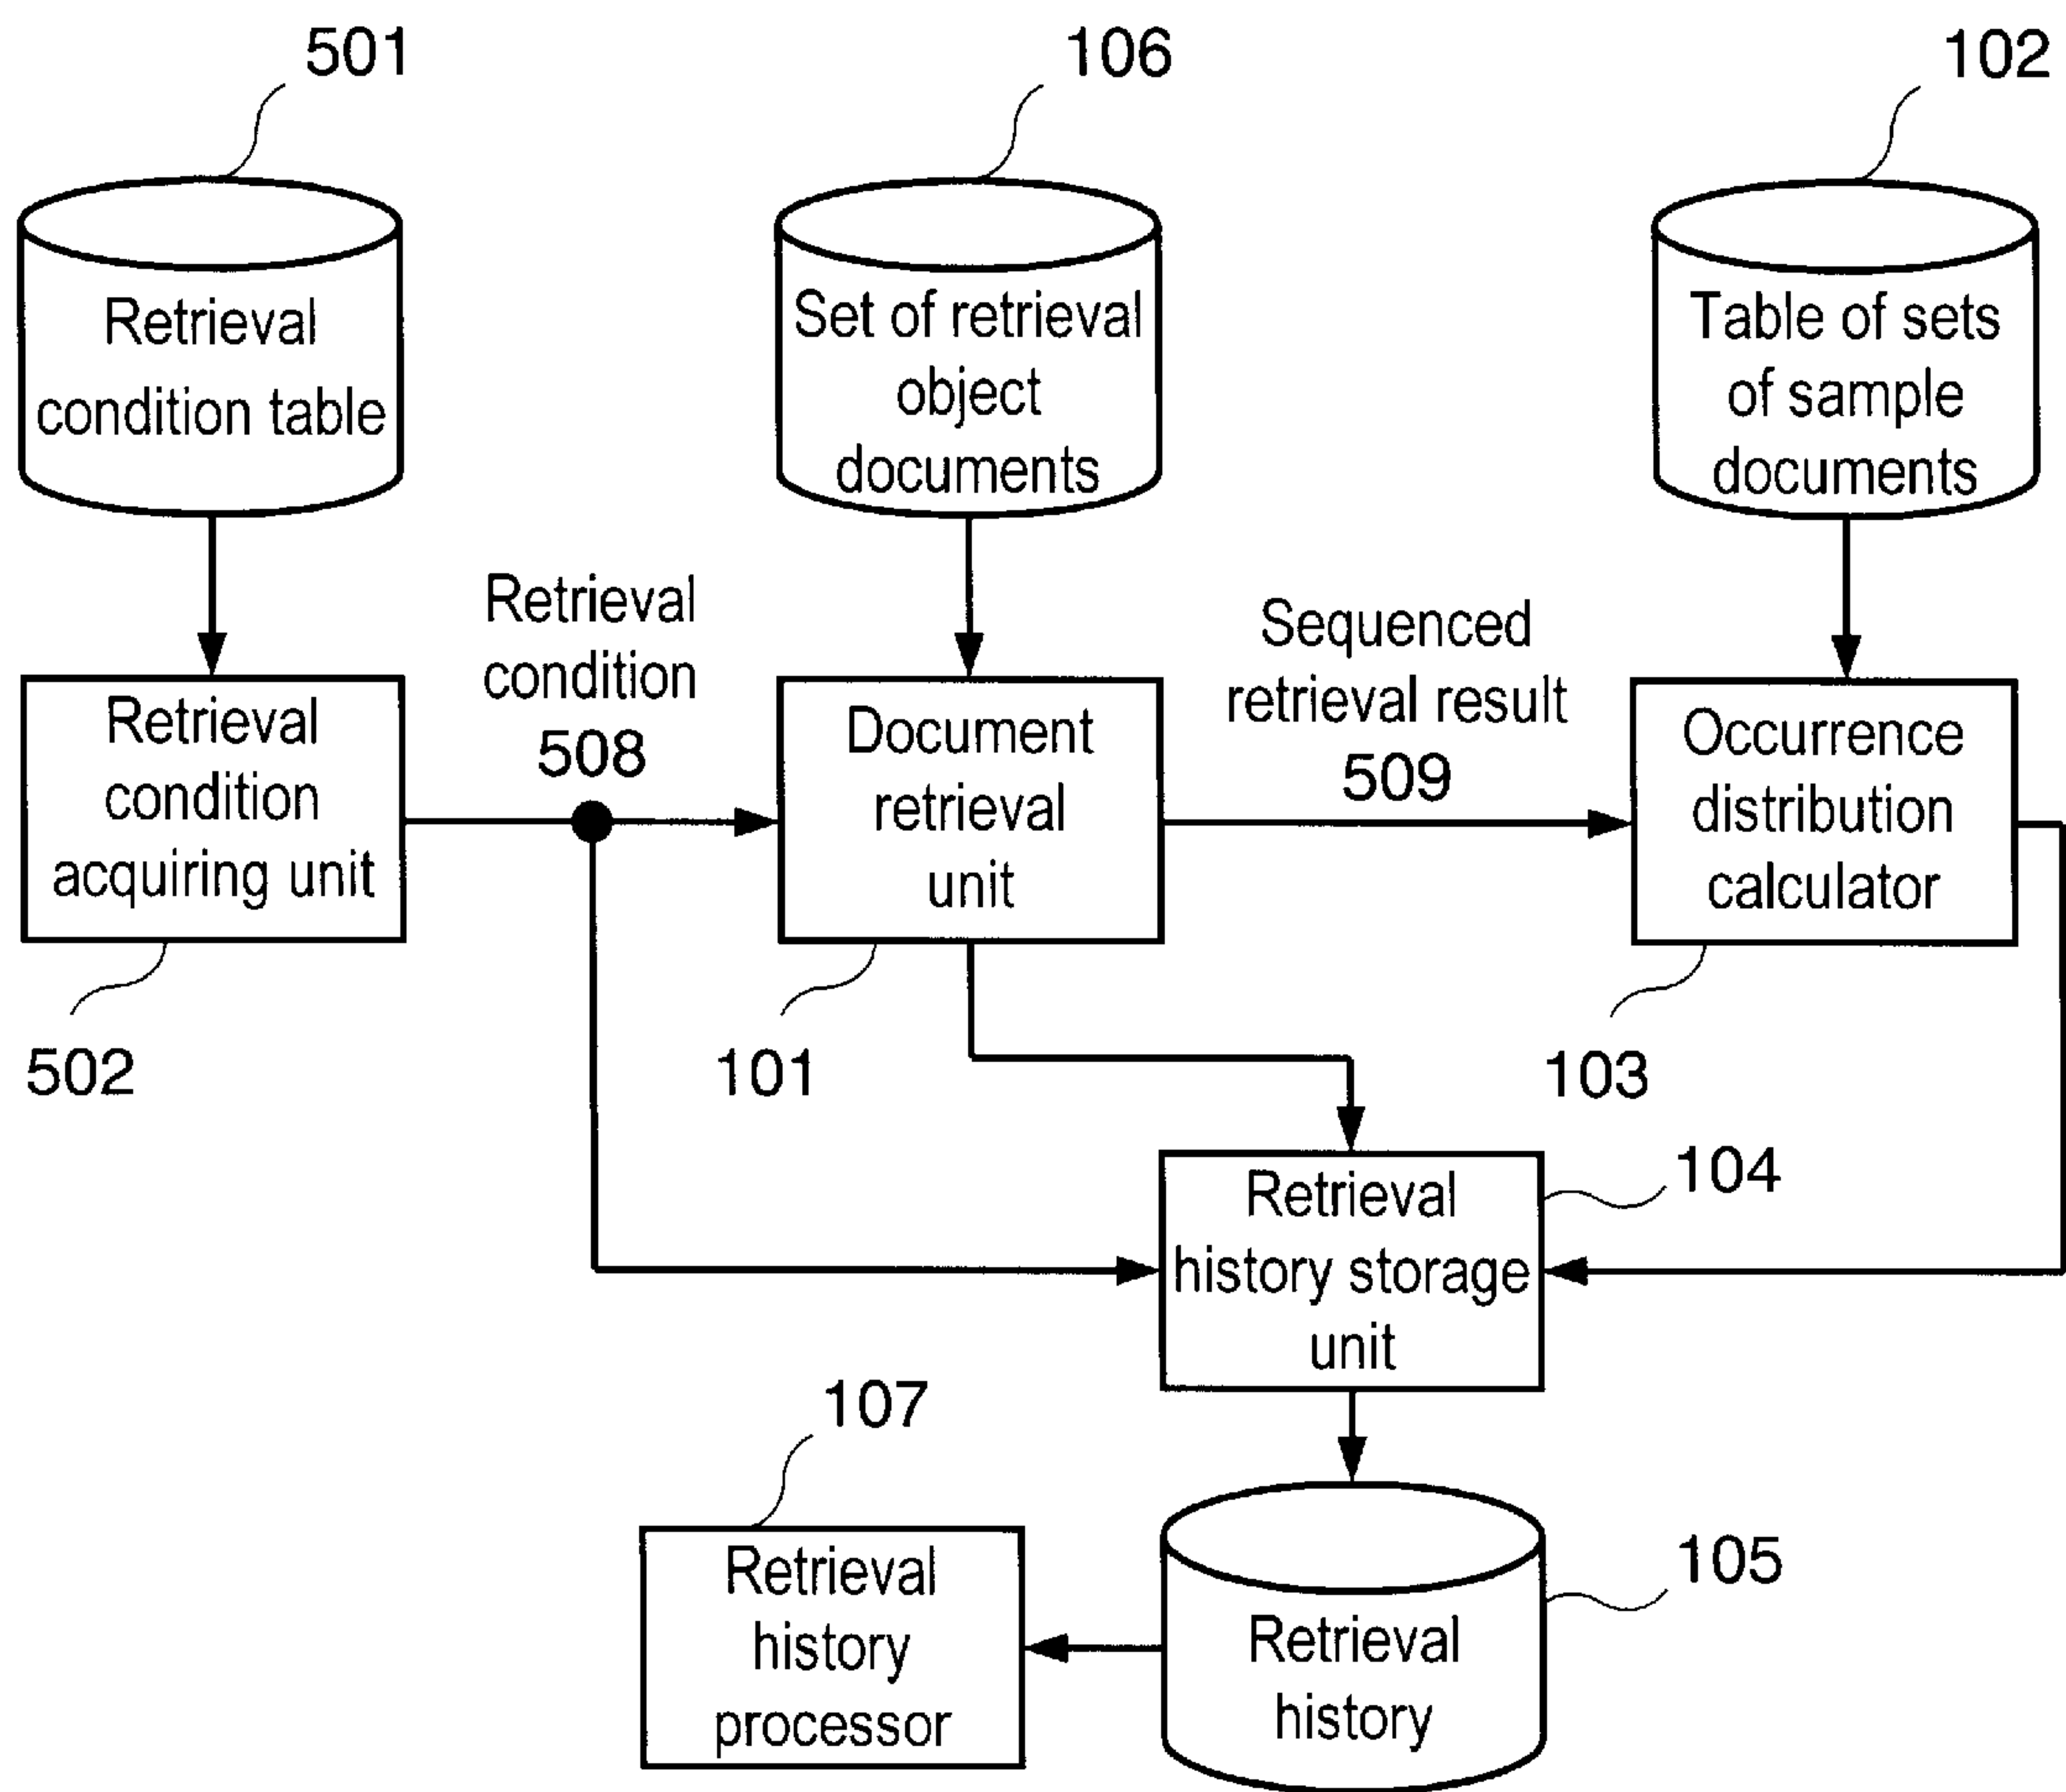 501
106
102
Retrieval
condition table
Set of retrieval
object
documents
Table of sets
of sample
documents
Retrieval
condition
508
Sequenced
retrieval result
509
Retrieval
condition
acquiring unit
Document
retrieval
unit
Occurrence
distribution
calculator
502
101
103
Retrieval
history storage
unit
104
107
Retrieval
history
processor
Retrieval
history
105